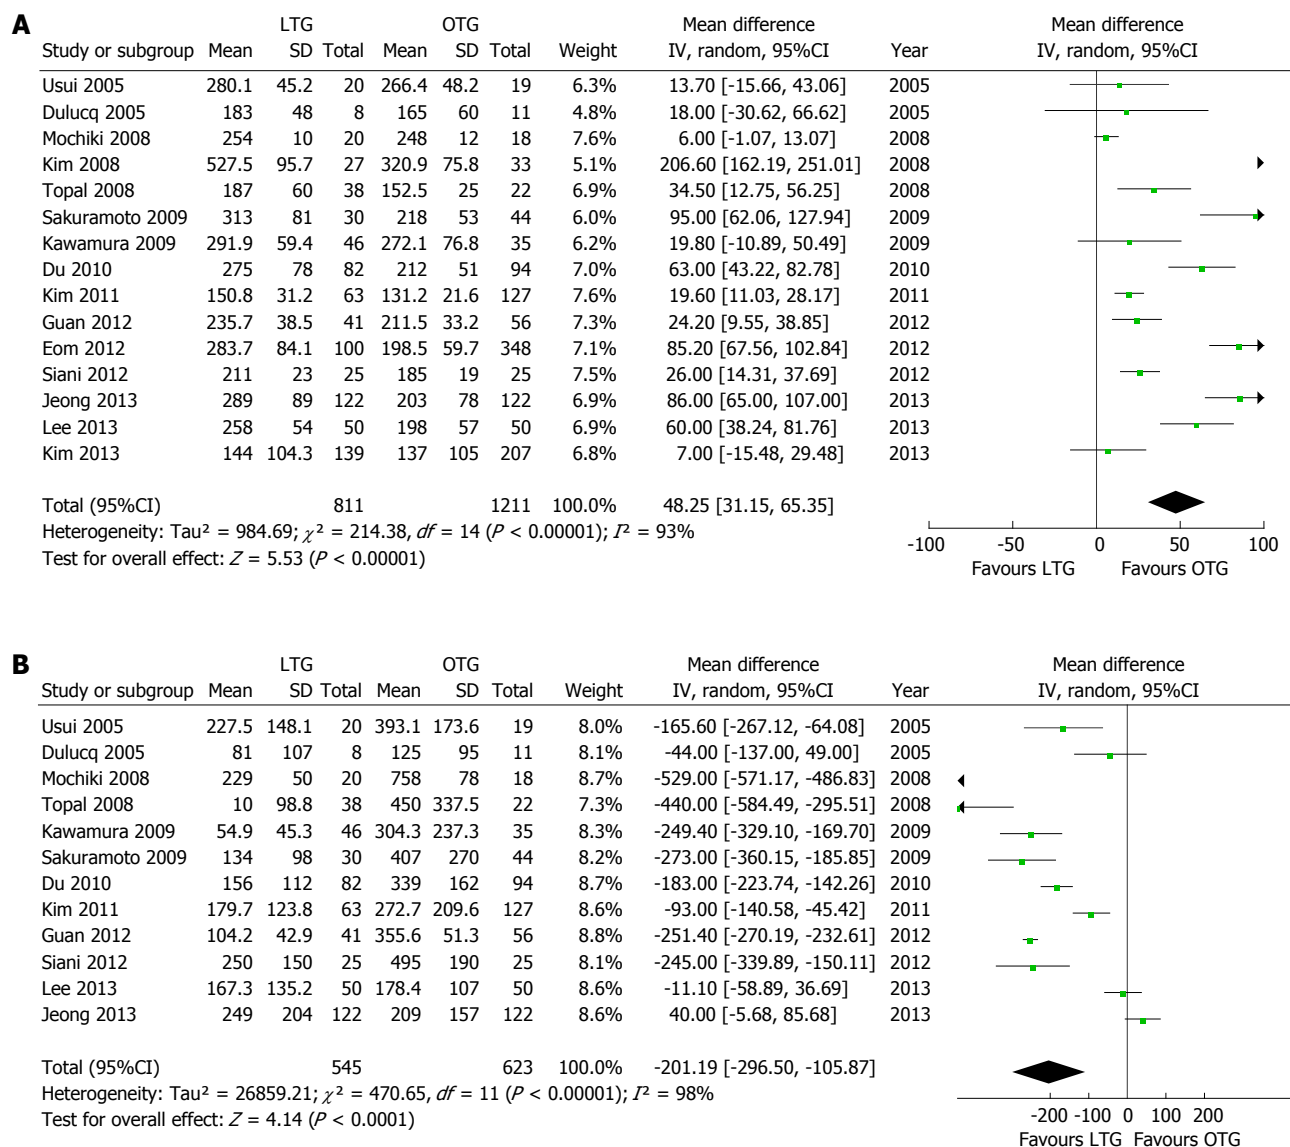 A
LTG OTG Mean difference Mean difference
Study or subgroup Mean SD Total Mean SD Total Weight IV, random, 95%CI Year IV, random, 95%CI
Usui 2005 280.1 45.2 20 266.4 48.2 19 6.3% 13.70 [-15.66, 43.06] 2005
Dulucq 2005 183 48 8 165 60 11 4.8% 18.00 [-30.62, 66.62] 2005
Mochiki 2008 254 10 20 248 12 18 7.6% 6.00 [-1.07, 13.07] 2008
Kim 2008 527.5 95.7 27 320.9 75.8 33 5.1% 206.60 [162.19, 251.01] 2008
Topal 2008 187 60 38 152.5 25 22 6.9% 34.50 [12.75, 56.25] 2008
Sakuramoto 2009 313 81 30 218 53 44 6.0% 95.00 [62.06, 127.94] 2009
Kawamura 2009 291.9 59.4 46 272.1 76.8 35 6.2% 19.80 [-10.89, 50.49] 2009
Du 2010 275 78 82 212 51 94 7.0% 63.00 [43.22, 82.78] 2010
Kim 2011 150.8 31.2 63 131.2 21.6 127 7.6% 19.60 [11.03, 28.17] 2011
Guan 2012 235.7 38.5 41 211.5 33.2 56 7.3% 24.20 [9.55, 38.85] 2012
Eom 2012 283.7 84.1 100 198.5 59.7 348 7.1% 85.20 [67.56, 102.84] 2012
Siani 2012 211 23 25 185 19 25 7.5% 26.00 [14.31, 37.69] 2012
Jeong 2013 289 89 122 203 78 122 6.9% 86.00 [65.00, 107.00] 2013
Lee 2013 258 54 50 198 57 50 6.9% 60.00 [38.24, 81.76] 2013
Kim 2013 144 104.3 139 137 105 207 6.8% 7.00 [-15.48, 29.48] 2013
Total (95%CI) 811 1211 100.0% 48.25 [31.15, 65.35]
Heterogeneity: Tau² = 984.69; χ² = 214.38, df = 14 (P < 0.00001); I² = 93%
Test for overall effect: Z = 5.53 (P < 0.00001)
-100 0 50 100
Favours LTG Favours OTG
B
LTG OTG Mean difference Mean difference
Study or subgroup Mean SD Total Mean SD Total Weight IV, random, 95%CI Year IV, random, 95%CI
Usui 2005 227.5 148.1 20 393.1 173.6 19 8.0% -165.60 [-267.12, -64.08] 2005
Dulucq 2005 81 107 8 125 95 11 8.1% -44.00 [-137.00, 49.00] 2005
Mochiki 2008 229 50 20 758 78 18 8.7% -529.00 [-571.17, -486.83] 2008
Topal 2008 10 98.8 38 450 337.5 22 7.3% -440.00 [-584.49, -295.51] 2008
Kawamura 2009 54.9 45.3 46 304.3 237.3 35 8.3% -249.40 [-329.10, -169.70] 2009
Sakuramoto 2009 134 98 30 407 270 44 8.2% -273.00 [-360.15, -185.85] 2009
Du 2010 156 112 82 339 162 94 8.7% -183.00 [-223.74, -142.26] 2010
Kim 2011 179.7 123.8 63 272.7 209.6 127 8.6% -93.00 [-140.58, -45.42] 2011
Guan 2012 104.2 42.9 41 355.6 51.3 56 8.8% -251.40 [-270.19, -232.61] 2012
Siani 2012 250 150 25 495 190 25 8.1% -245.00 [-339.89, -150.11] 2012
Lee 2013 167.3 135.2 50 178.4 107 50 8.6% -11.10 [-58.89, 36.69] 2013
Jeong 2013 249 204 122 209 157 122 8.6% 40.00 [-5.68, 85.68] 2013
Total (95%CI) 545 623 100.0% -201.19 [-296.50, -105.87]
Heterogeneity: Tau² = 26859.21; χ² = 470.65, df = 11 (P < 0.00001); I² = 98%
Test for overall effect: Z = 4.14 (P < 0.0001)
-200 -100 0 100 200
Favours LTG Favours OTG